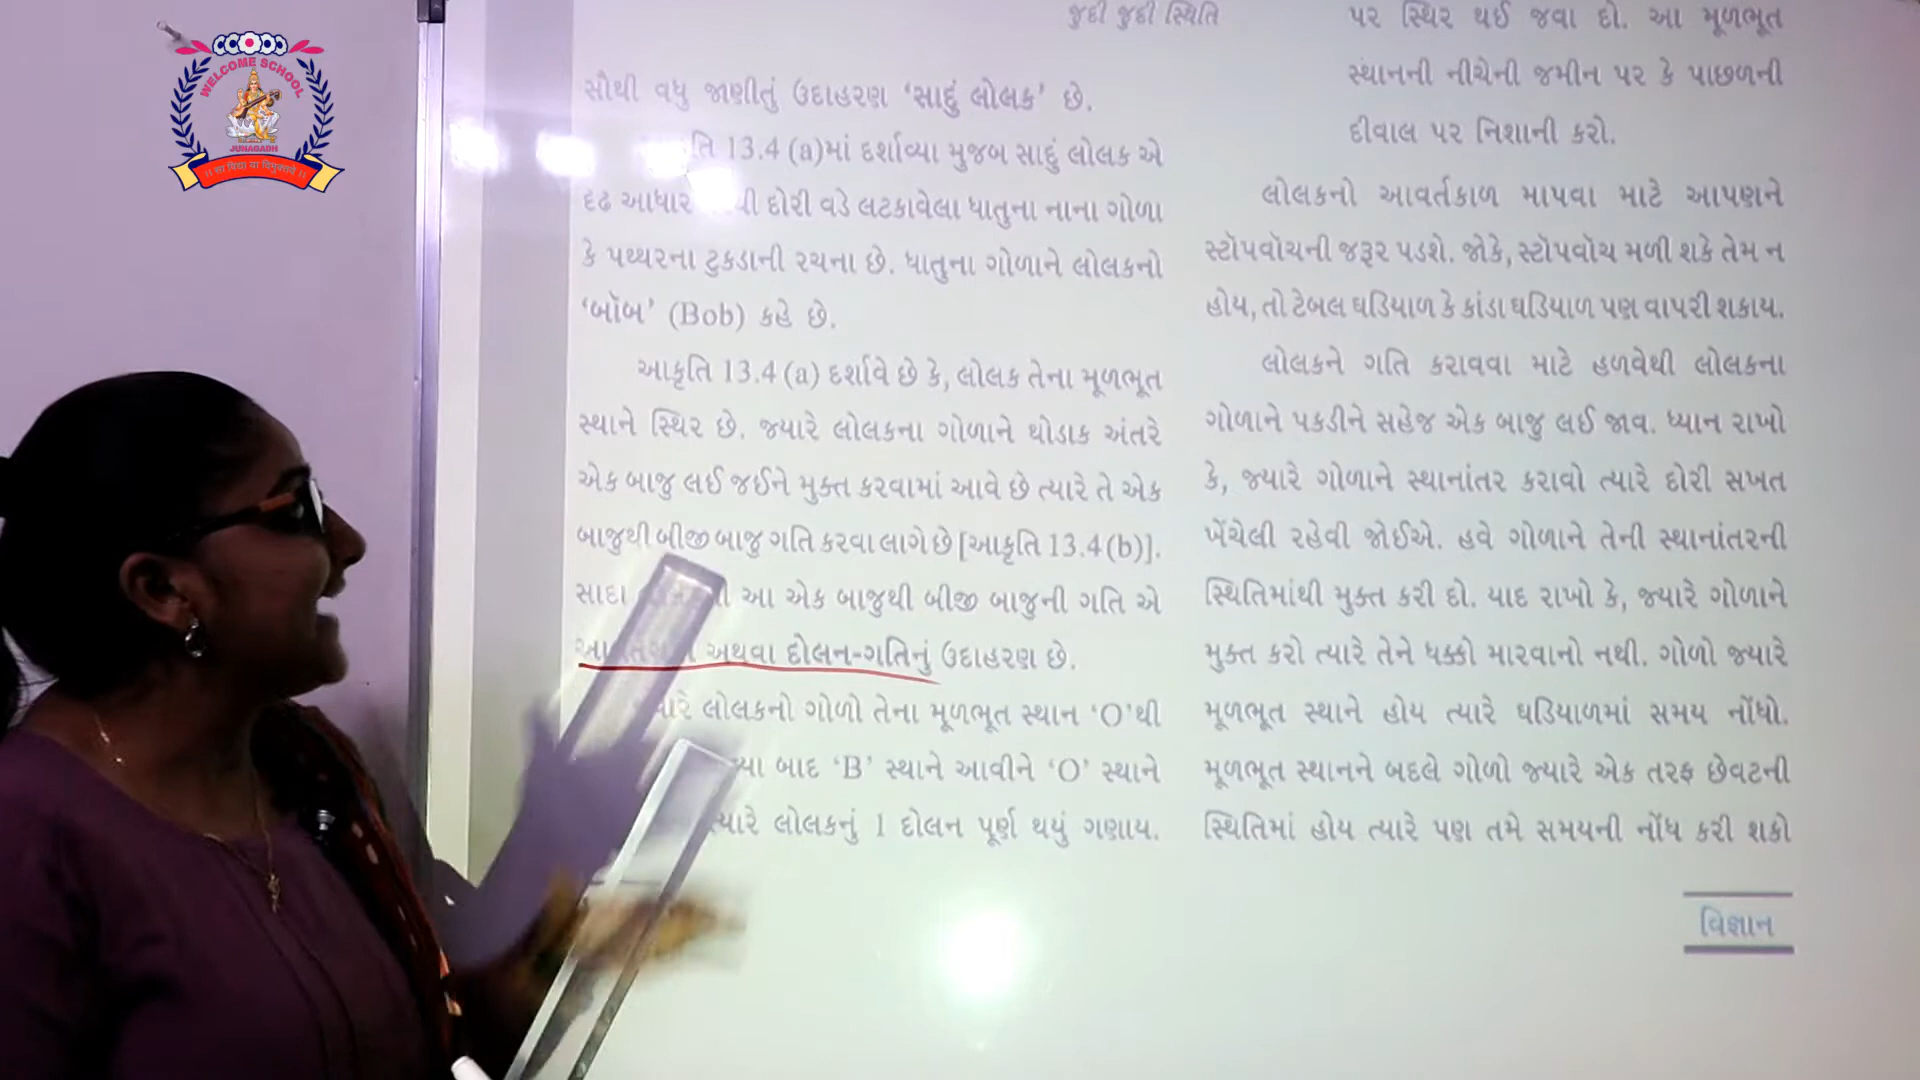 WELCOME SCHOOL
JUNAGADH
।। सा विद्या या विमुक्तये ।।
જુદી જુદી સ્થિતિ
સૌથી વધુ જાણીતું ઉદાહરણ ‘સાદું લોલક’ છે.
તિ 13.4 (a)માં દર્શાવ્યા મુજબ સાદું લોલક એ
દૃઢ આધાર દોરી વડે લટકાવેલા ધાતુના નાના ગોળા
કે પથ્થરના ટુકડાની રચના છે. ધાતુના ગોળાને લોલકનો
‘બૉબ’ (Bob) કહે છે.
આકૃતિ 13.4 (a) દર્શાવે છે કે, લોલક તેના મૂળભૂત
સ્થાને સ્થિર છે. જ્યારે લોલકના ગોળાને થોડાક અંતરે
એક બાજુ લઈ જઈને મુક્ત કરવામાં આવે છે ત્યારે તે એક
બાજુથી બીજી બાજુ ગતિ કરવા લાગે છે [આકૃતિ 13.4 (b)].
સાદા આ એક બાજુથી બીજી બાજુની ગતિ એ
અથવા દોલન-ગતિનું ઉદાહરણ છે.
લોલકનો ગોળો તેના મૂળભૂત સ્થાન ‘O’થી
બાદ ‘B’ સ્થાને આવીને ‘O’ સ્થાને
ત્યારે લોલકનું 1 દોલન પૂર્ણ થયું ગણાય.
પર સ્થિર થઈ જવા દો. આ મૂળભૂત
સ્થાનની નીચેની જમીન પર કે પાછળની
દીવાલ પર નિશાની કરો.
લોલકનો આવર્તકાળ માપવા માટે આપણને
સ્ટૉપવૉચની જરૂર પડશે. જોકે, સ્ટૉપવૉચ મળી શકે તેમ ન
હોય, તો ટેબલ ઘડિયાળ કે કાંડા ઘડિયાળ પણ વાપરી શકાય.
લોલકને ગતિ કરાવવા માટે હળવેથી લોલકના
ગોળાને પકડીને સહેજ એક બાજુ લઈ જાવ. ધ્યાન રાખો
કે, જ્યારે ગોળાને સ્થાનાંતર કરાવો ત્યારે દોરી સખત
ખેંચેલી રહેવી જોઈએ. હવે ગોળાને તેની સ્થાનાંતરની
સ્થિતિમાંથી મુક્ત કરી દો. યાદ રાખો કે, જ્યારે ગોળાને
મુક્ત કરો ત્યારે તેને ધક્કો મારવાનો નથી. ગોળો જ્યારે
મૂળભૂત સ્થાને હોય ત્યારે ઘડિયાળમાં સમય નોંધો.
મૂળભૂત સ્થાનને બદલે ગોળો જ્યારે એક તરફ છેવટની
સ્થિતિમાં હોય ત્યારે પણ તમે સમયની નોંધ કરી શકો
વિજ્ઞાન